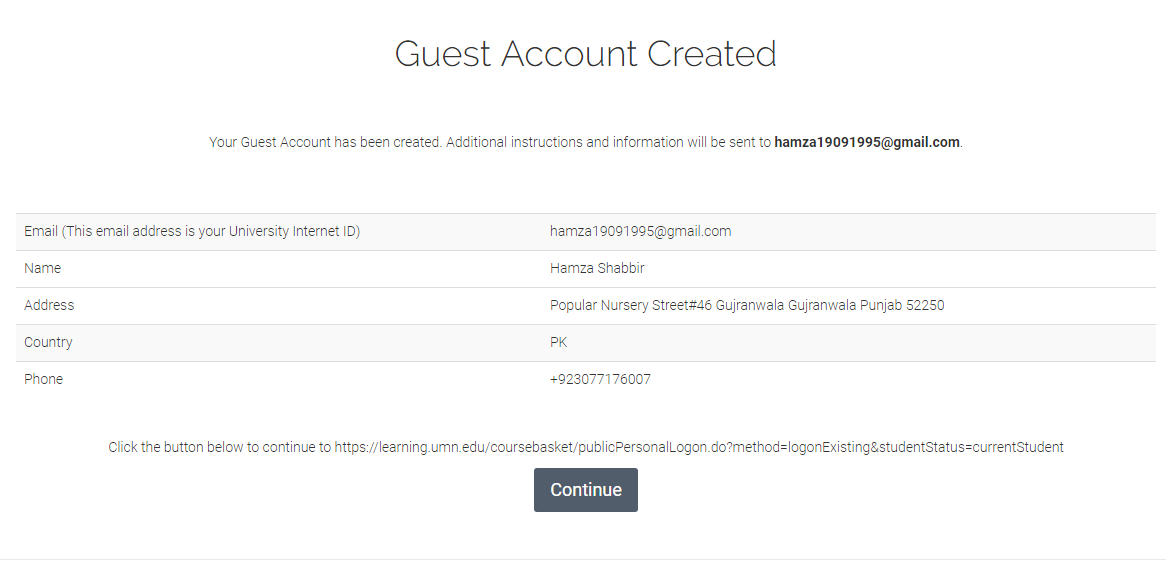 Guest Account Created
Your Guest Account has been created. Additional instructions and information will be sent to hamza19091995@gmail.com.
Email (This email address is your University Internet ID) hamza19091995@gmail.com
Name Hamza Shabbir
Address Popular Nursery Street#46 Gujranwala Gujranwala Punjab 52250
Country PK
Phone +923077176007
Click the button below to continue to https://learning.umn.edu/coursebasket/publicPersonalLogon.do?method=logonExisting&studentStatus=currentStudent
Continue